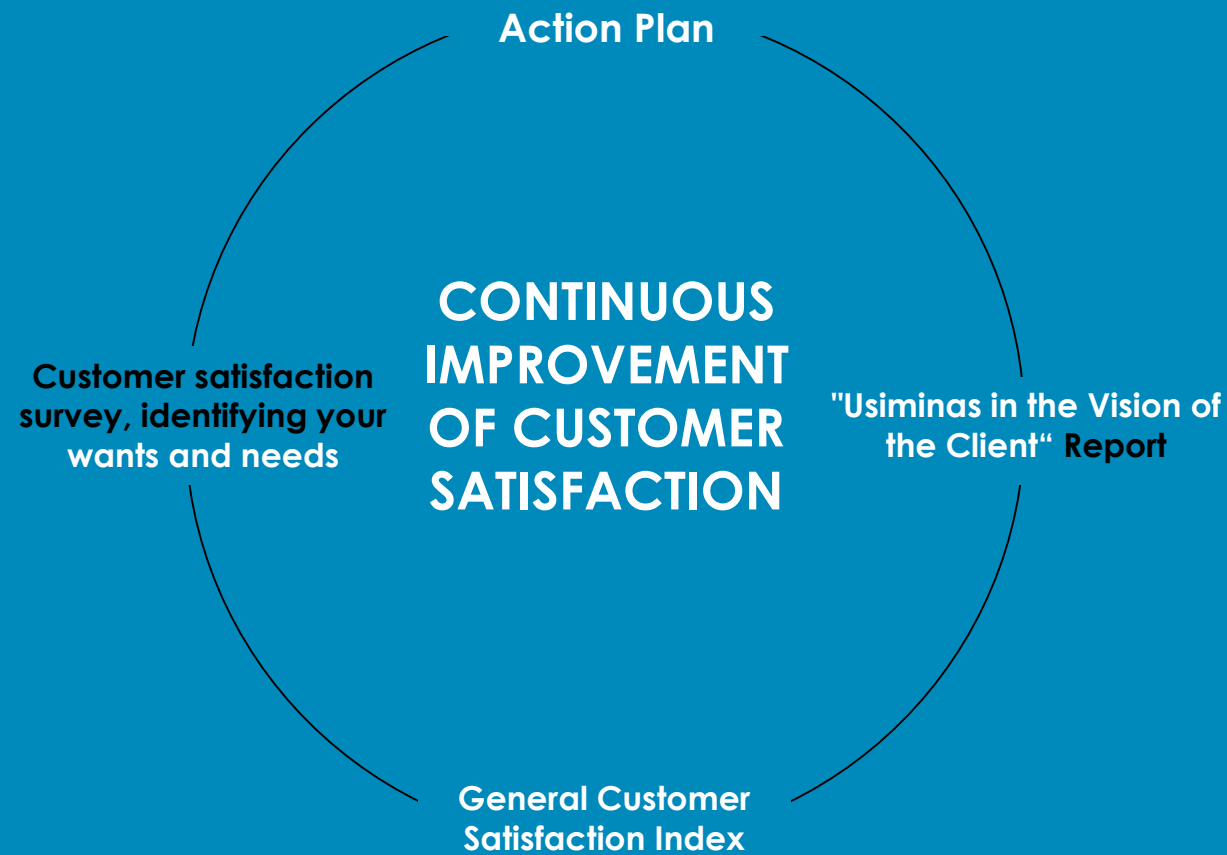 Action Plan
CONTINUOUS
IMPROVEMENT
OF CUSTOMER
SATISFACTION
Customer satisfaction
survey, identifying your
wants and needs
"Usiminas in the Vision of
the Client“ Report
General Customer
Satisfaction Index